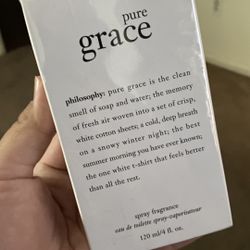 pure
grace
philosophy: pure grace is the clean
smell of soap and water; the memory
of fresh air woven into a set of crisp,
white cotton sheets; a cold, deep breath
on a snowy winter night; the best
summer morning you have ever known;
the one white t-shirt that feels better
than all the rest.
spray fragrance
eau de toilette spray-vaporisateur
120 ml/4 fl. oz.